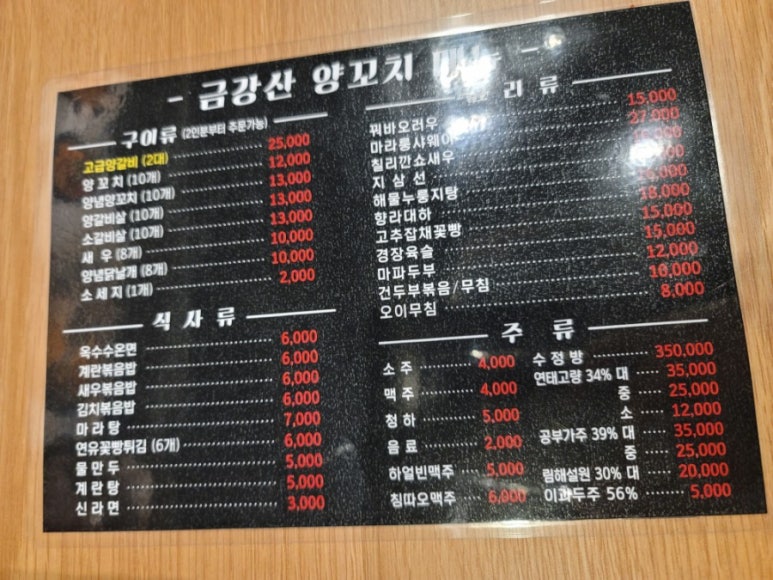 - 금강산 양꼬치
구이류 (2인분부터 주문가능)
고급양갈비 (2대) 25,000
양 꼬 치 (10개) 12,000
양념양꼬치 (10개) 13,000
양갈비살 (10개) 13,000
소갈비살 (10개) 13,000
새 우 (8개) 10,000
양념닭날개 (8개) 10,000
소 세 지 (1개) 2,000
식 사 류
옥수수온면 6,000
계란볶음밥 6,000
새우볶음밥 6,000
김치볶음밥 6,000
마 라 탕 7,000
연유꽃빵튀김 (6개) 6,000
물 만 두 5,000
계 란 탕 5,000
신 라 면 3,000
리 류
꿔바오러우 15,000
마라롱샤웨이 27,000
칠리깐쇼새우
지 삼 선
해물누룽지탕
향라대하 18,000
고추잡채꽃빵 15,000
경장육슬 15,000
마파두부 12,000
건두부볶음/무침 10,000
오이무침 8,000
주 류
소 주 4,000
맥 주 4,000
청 하 5,000
음 료 2,000
하얼빈맥주 5,000
칭따오맥주 6,000
수 정 방 350,000
연태고량 34% 대 35,000
중 25,000
소 12,000
공부가주 39% 대 35,000
중 25,000
림해설원 30% 대 20,000
이과두주 56% 5,000